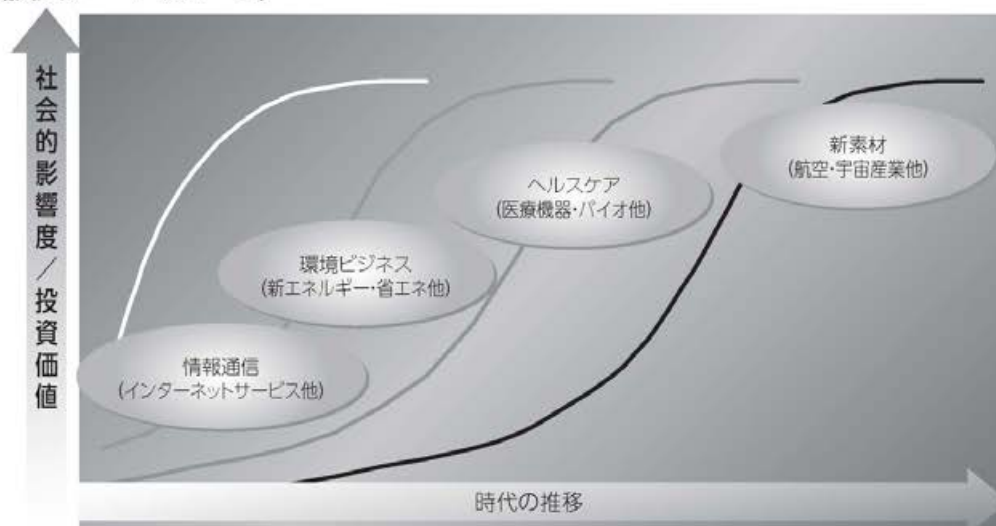 社会的影響度/投資価値
新素材
(航空・宇宙産業他)
ヘルスケア
(医療機器・バイオ他)
環境ビジネス
(新エネルギー・省エネ他)
情報通信
(インターネットサービス他)
時代の推移